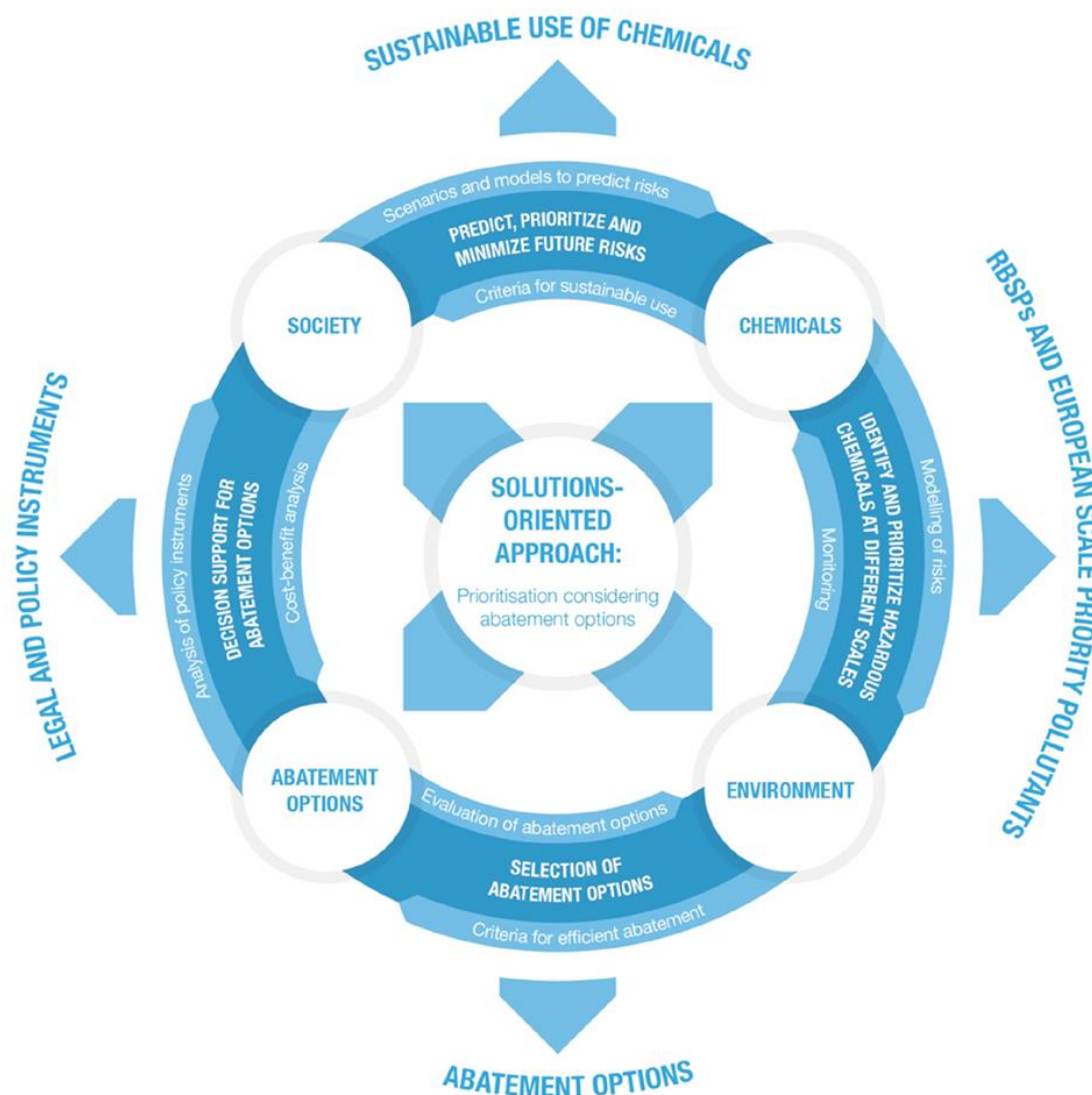 SUSTAINABLE USE OF CHEMICALS
Scenarios and models to predict risks
PREDICT, PRIORITIZE AND
MINIMIZE FUTURE RISKS
Criteria for sustainable use
SOCIETY
CHEMICALS
RBSPs AND EUROPEAN SCALE PRIORITY POLLUTANTS
Modelling of risks
IDENTIFY AND PRIORITIZE HAZARDOUS
CHEMICALS AT DIFFERENT SCALES
Monitoring
LEGAL AND POLICY INSTRUMENTS
Analysis of policy instruments
DECISION SUPPORT FOR
ABATEMENT OPTIONS
Cost-benefit analysis
SOLUTIONS-
ORIENTED
APPROACH:
Prioritisation considering
abatement options
ABATEMENT
OPTIONS
ENVIRONMENT
Evaluation of abatement options
SELECTION OF
ABATEMENT OPTIONS
Criteria for efficient abatement
ABATEMENT OPTIONS